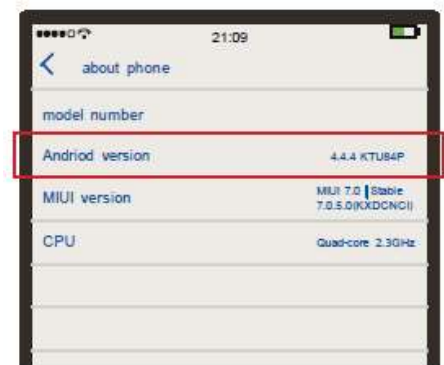 21:09
about phone
model number
Andriod version 4.4.4 KTU84P
MIUI version MIUI 7.0 | Stable
7.0.5.0(KXDCNCI)
CPU Quad-core 2.3GHz